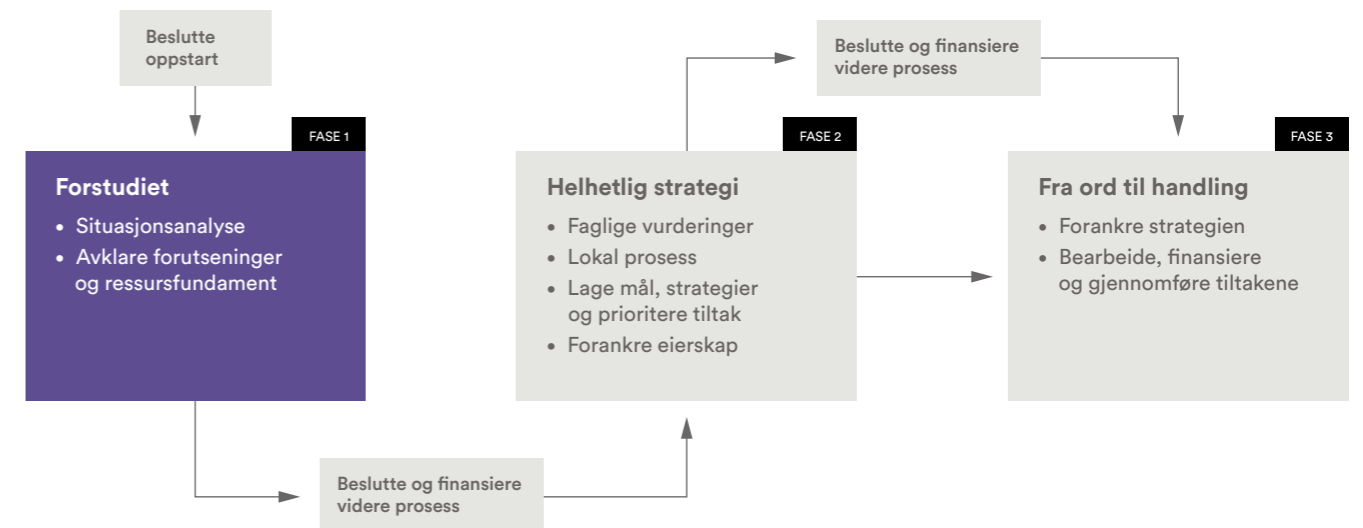 Beslutte
oppstart
FASE 1
Forstudiet
• Situasjonsanalyse
• Avklare forutseninger
og ressursfundament
Beslutte og finansiere
videre prosess
FASE 2
Helhetlig strategi
• Faglige vurderinger
• Lokal prosess
• Lage mål, strategier
og prioritere tiltak
• Forankre eierskap
Beslutte og finansiere
videre prosess
FASE 3
Fra ord til handling
• Forankre strategien
• Bearbeide, finansiere
og gjennomføre tiltakene